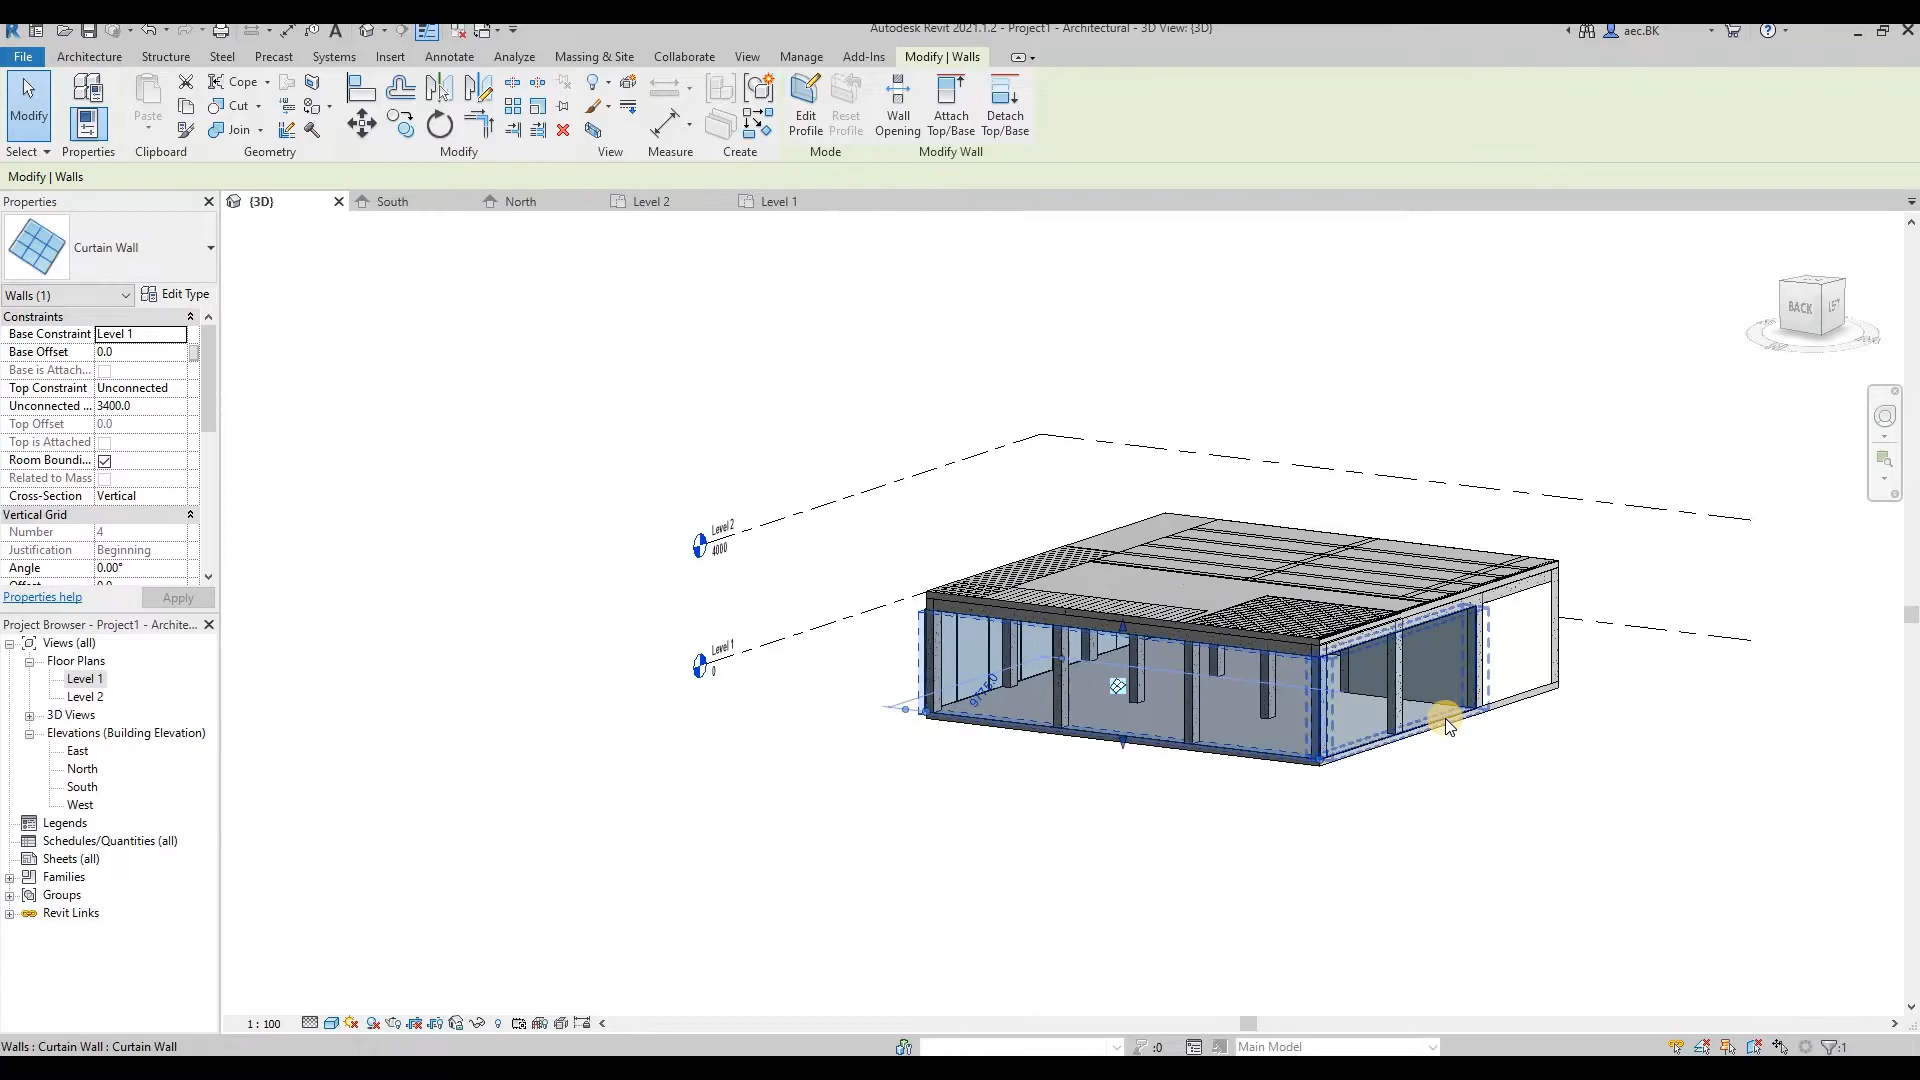 Autodesk Revit 2021.1.2 - Project1 - Architectural - 3D View: {3D}
aec.BK
File Architecture Structure Steel Precast Systems Insert Annotate Analyze Massing & Site Collaborate View Manage Add-Ins Modify | Walls
Modify
Paste
Cope
Cut
Join
Edit Profile
Reset Profile
Wall Opening
Attach Top/Base
Detach Top/Base
Select Properties Clipboard Geometry Modify View Measure Create Mode Modify Wall
Modify | Walls
Properties
{3D} South North Level 2 Level 1
Curtain Wall
Walls (1) Edit Type
Constraints
Base Constraint Level 1
Base Offset 0.0
Base is Attach...
Top Constraint Unconnected
Unconnected ... 3400.0
Top Offset 0.0
Top is Attached
Room Boundi...
Related to Mass
Cross-Section Vertical
Vertical Grid
Number 4
Justification Beginning
Angle 0.00°
Offset 0.0
Properties help Apply
Project Browser - Project1 - Archite...
Views (all)
Floor Plans
Level 1
Level 2
3D Views
Elevations (Building Elevation)
East
North
South
West
Legends
Schedules/Quantities (all)
Sheets (all)
Families
Groups
Revit Links
Level 2
4000
Level 1
0
9775.0
BACK LEFT
1 : 100
Walls : Curtain Wall : Curtain Wall
:0
Main Model
:1